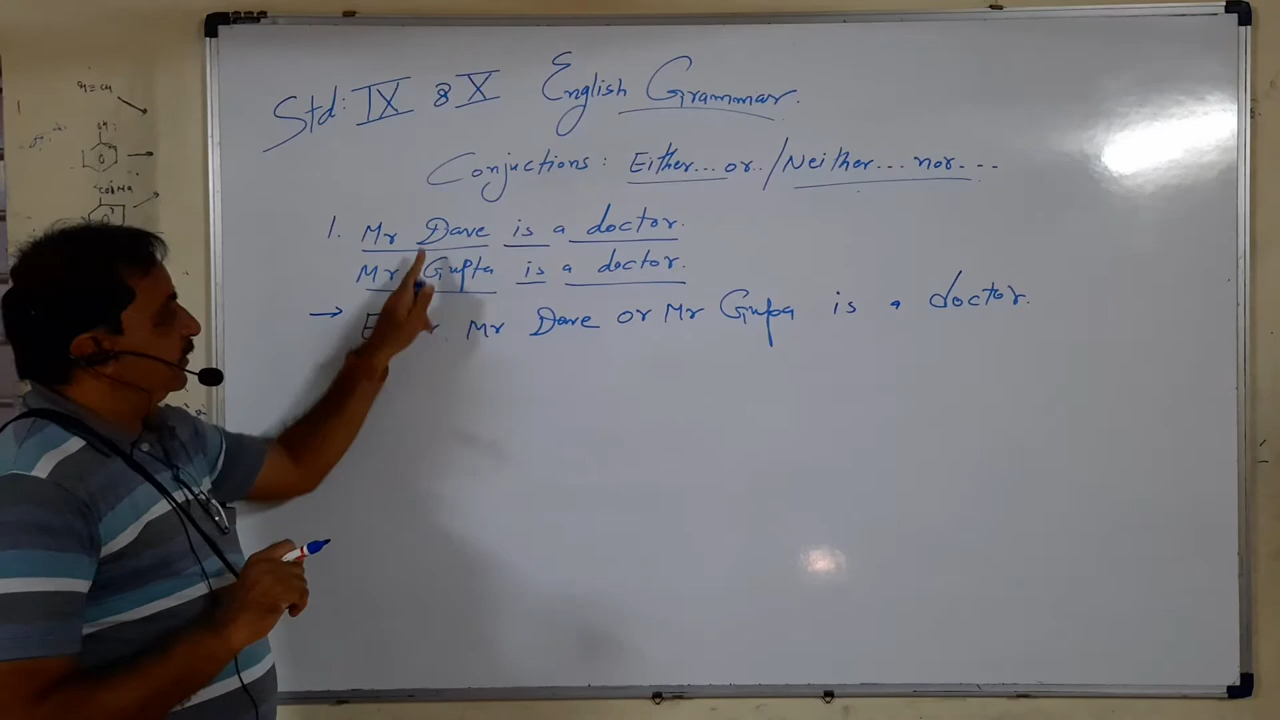 Std: IX & X English Grammar.
Conjuctions: Either...or../Neither...nor...
1. Mr Dave is a doctor.
Mr Gupta is a doctor.
→ Mr Dave or Mr Gupa is a doctor.